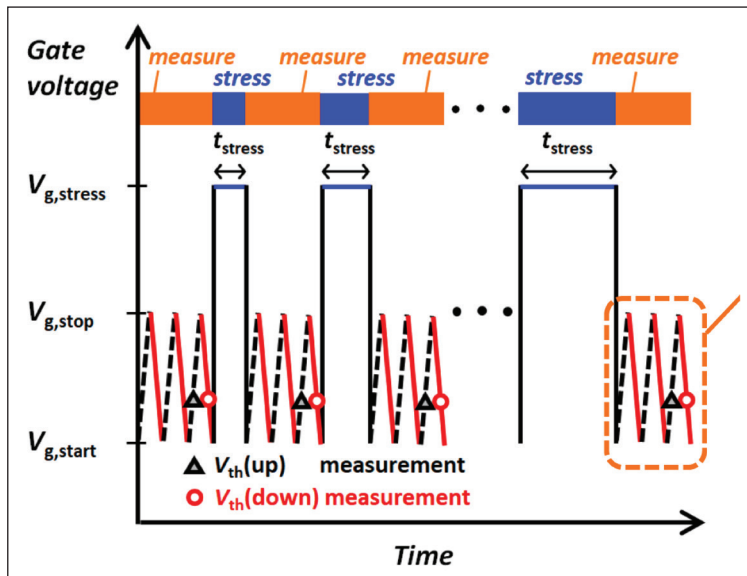 Gate
voltage
measure
measure
measure
measure
stress
stress
stress
t_stress
t_stress
t_stress
V_g,stress
V_g,stop
V_g,start
V_th(up) measurement
V_th(down) measurement
Time